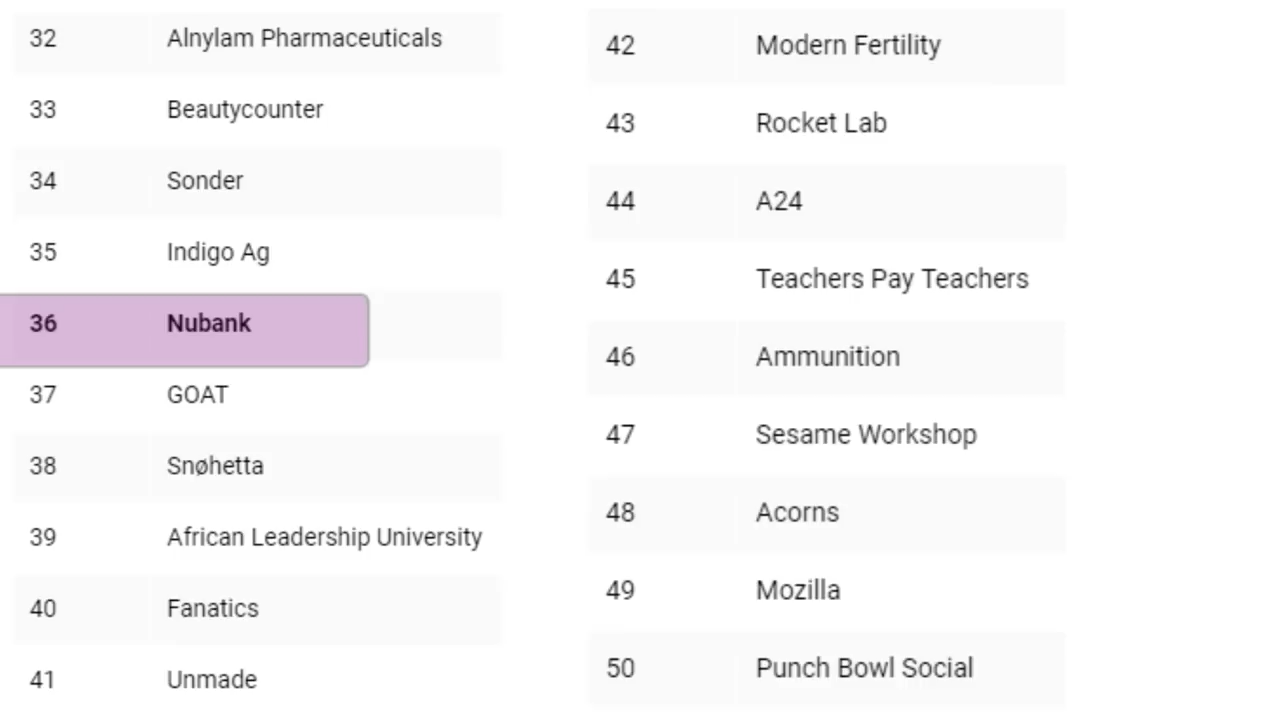 32 Alnylam Pharmaceuticals
33 Beautycounter
34 Sonder
35 Indigo Ag
36 Nubank
37 GOAT
38 Snøhetta
39 African Leadership University
40 Fanatics
41 Unmade
42 Modern Fertility
43 Rocket Lab
44 A24
45 Teachers Pay Teachers
46 Ammunition
47 Sesame Workshop
48 Acorns
49 Mozilla
50 Punch Bowl Social